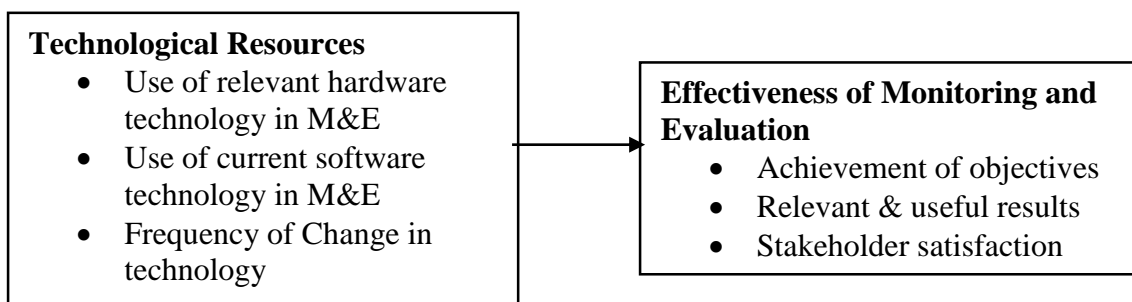 Technological Resources
• Use of relevant hardware
technology in M&E
• Use of current software
technology in M&E
• Frequency of Change in
technology
Effectiveness of Monitoring and
Evaluation
• Achievement of objectives
• Relevant & useful results
• Stakeholder satisfaction